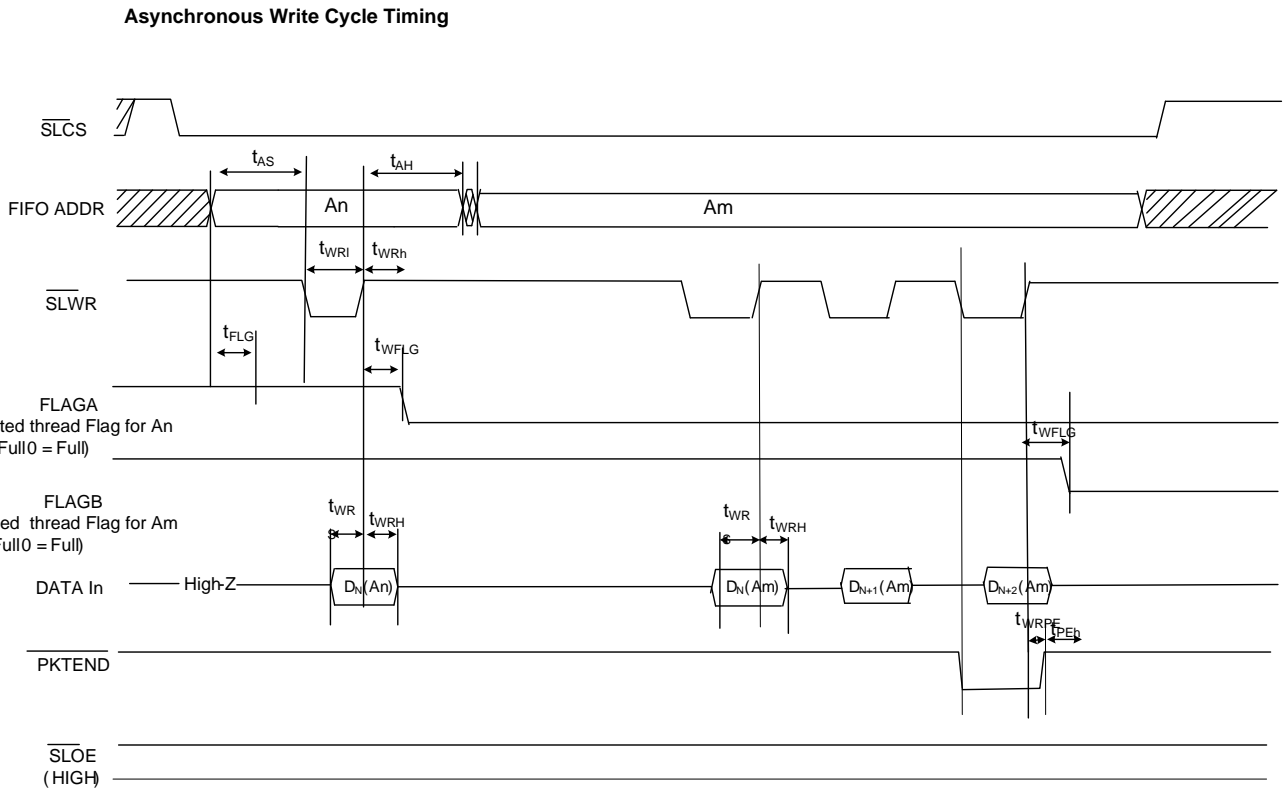 Asynchronous Write Cycle Timing
SLCS
tAS
tAH
FIFO ADDR
An
Am
tWRl
tWRh
SLWR
tFLG
tWFLG
FLAGA
ted thread Flag for An
Full0 = Full)
tWFLG
FLAGB
ed thread Flag for Am
Full0 = Full)
tWR
tWRH
tWR
tWRH
DATA In
High-Z
DN(An)
DN(Am)
DN+1(Am)
DN+2(Am)
tWRPE
tPEh
PKTEND
SLOE
(HIGH)